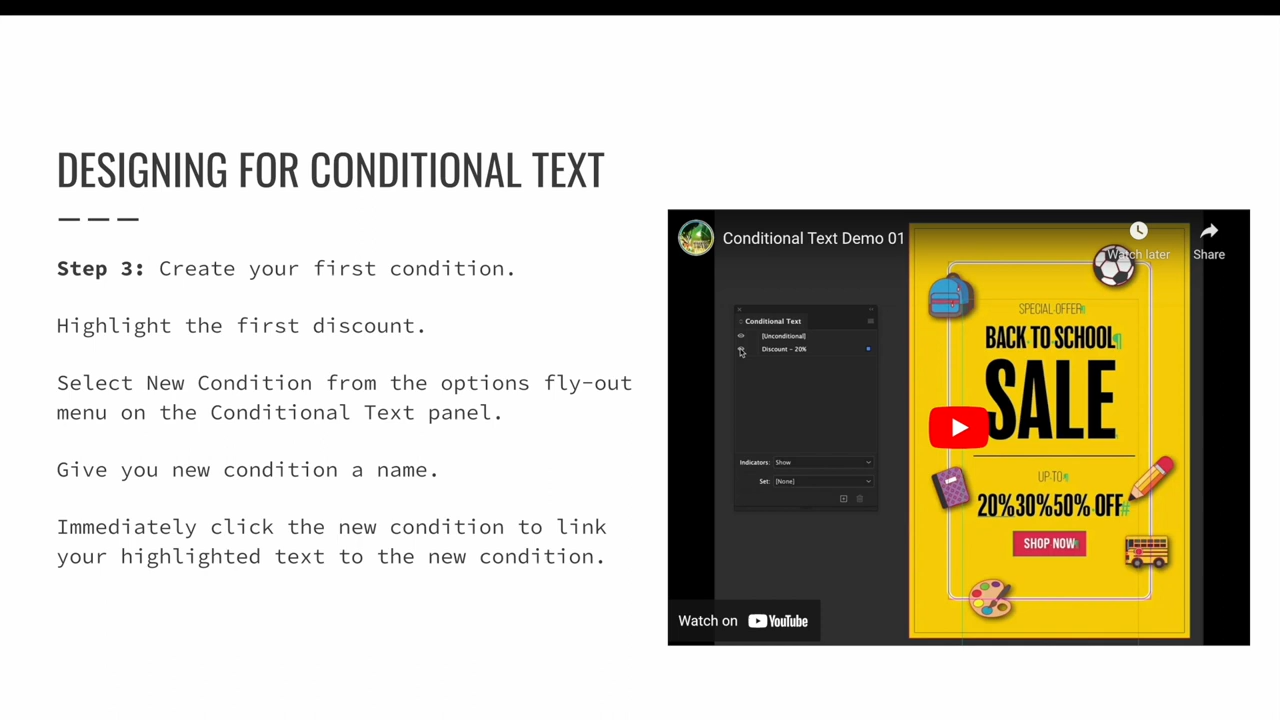 DESIGNING FOR CONDITIONAL TEXT
Step 3: Create your first condition.
Highlight the first discount.
Select New Condition from the options fly-out
menu on the Conditional Text panel.
Give you new condition a name.
Immediately click the new condition to link
your highlighted text to the new condition.
Conditional Text Demo 01
Watch later
Share
Conditional Text
[Unconditional]
Discount – 20%
Indicators: Show
Set: [None]
SPECIAL OFFER
BACK TO SCHOOL¶
SALE
UP TO
20%30%50% OFF#
SHOP NOW
Watch on YouTube